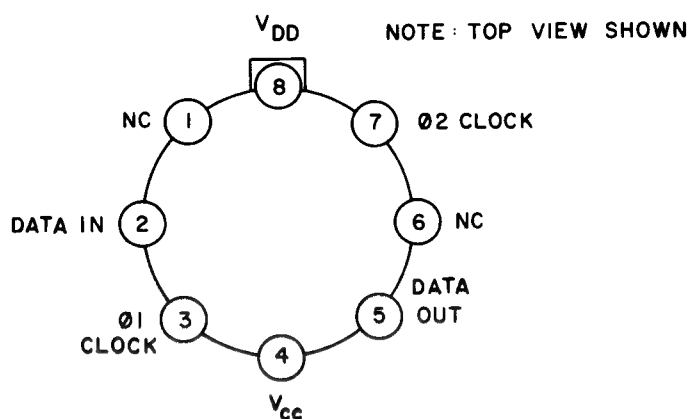 V DD
NOTE: TOP VIEW SHOWN
8
NC 1
7 Ø2 CLOCK
DATA IN 2
6 NC
DATA
OUT
5
Ø1
CLOCK
3
4
Vcc